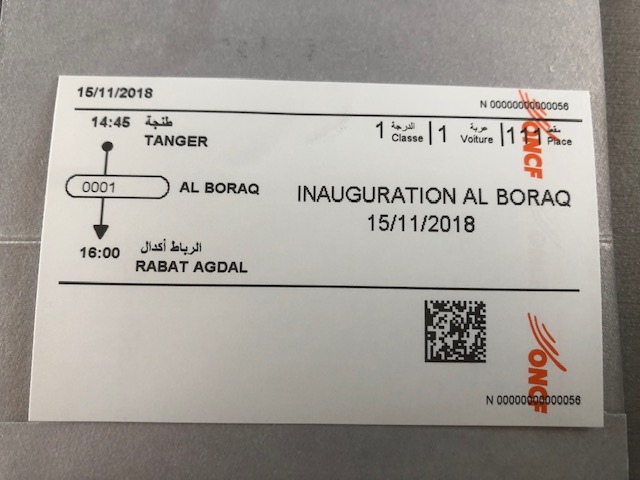 15/11/2018
N 00000000000056
14:45 طنجة
TANGER
1 الدرجة Classe | 1 عربة Voiture | 111 مقعد Place
ONCF
0001 AL BORAQ
INAUGURATION AL BORAQ
15/11/2018
16:00 الرباط أكدال
RABAT AGDAL
ONCF
N 00000000000056